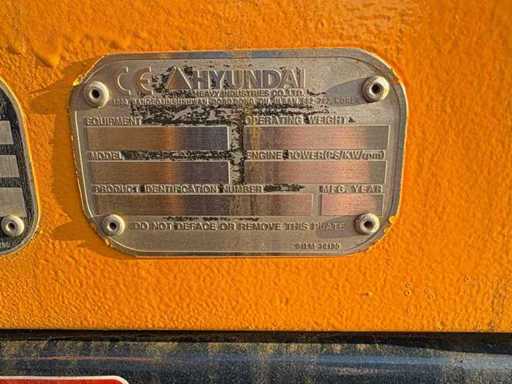 CE HYUNDAI
HEAVY INDUSTRIES CO., LTD.
EQUIPMENT OPERATING WEIGHT
MODEL ENGINE POWER(PS/KW/rpm)
PRODUCT IDENTIFICATION NUMBER MFG. YEAR
DO NOT DEFACE OR REMOVE THIS PLATE